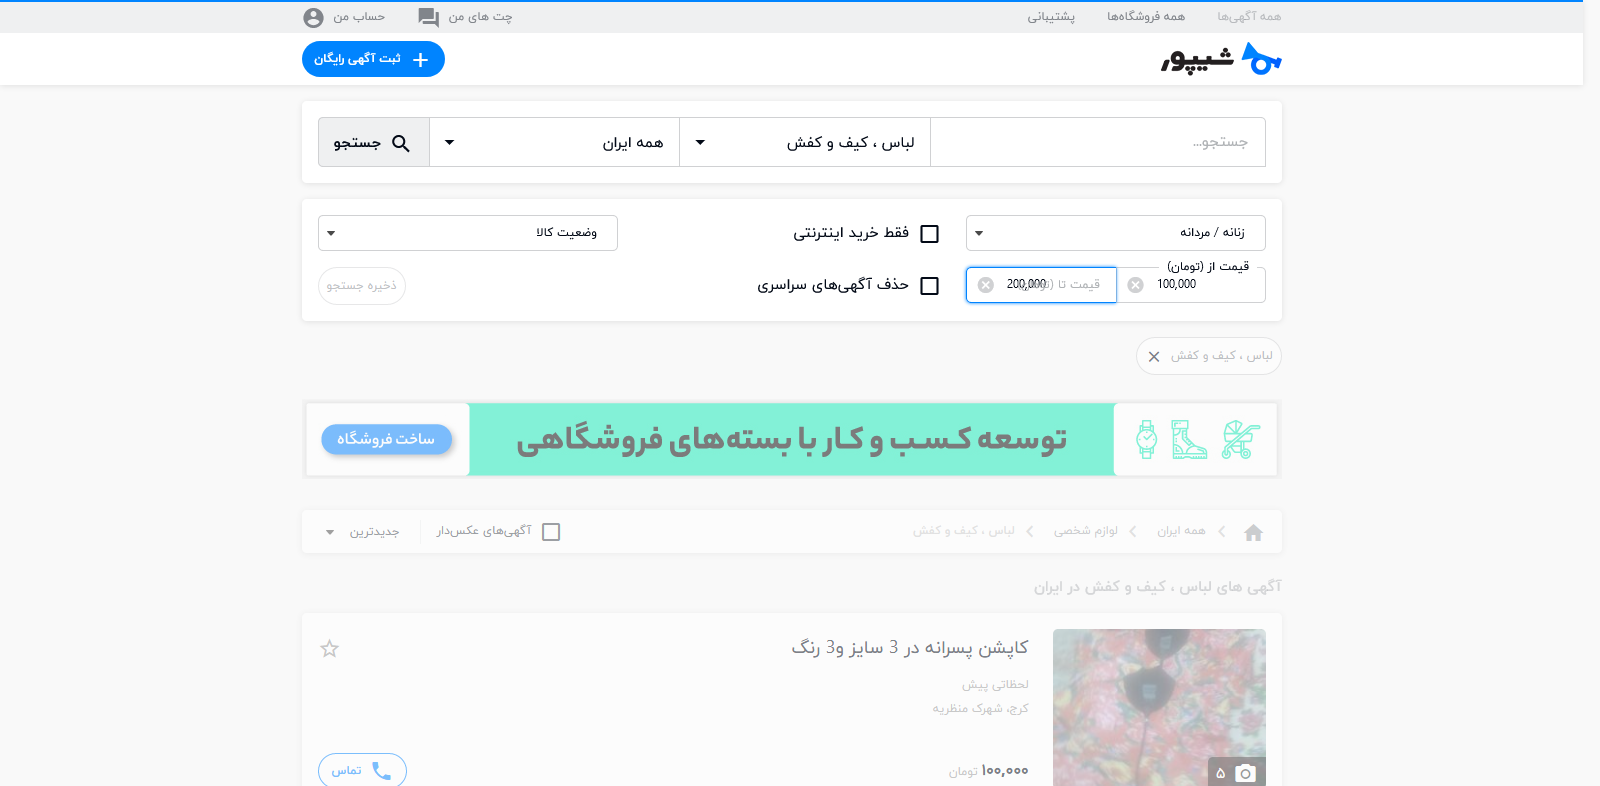 همه آگهی‌ها
همه فروشگاه‌ها
پشتیبانی
چت های من
حساب من
شیپور
ثبت آگهی رایگان
جستجو...
لباس ، کیف و کفش
همه ایران
جستجو
زنانه / مردانه
فقط خرید اینترنتی
وضعیت کالا
قیمت از (تومان)
100,000
قیمت تا (تومان)
200,000
حذف آگهی‌های سراسری
ذخیره جستجو
لباس ، کیف و کفش
توسعه کسب و کار با بسته‌های فروشگاهی
ساخت فروشگاه
همه ایران
لوازم شخصی
لباس ، کیف و کفش
آگهی‌های عکس‌دار
جدیدترین
آگهی های لباس ، کیف و کفش در ایران
کاپشن پسرانه در 3 سایز و3 رنگ
لحظاتی پیش
کرج، شهرک منظریه
۱۰۰,۰۰۰ تومان
تماس
۵